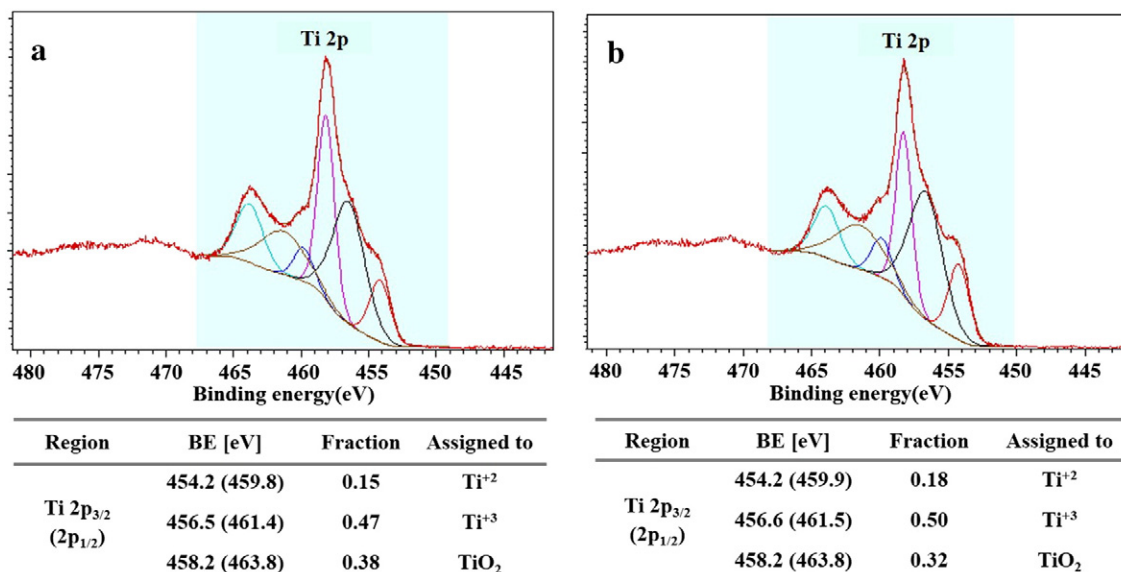 a
Ti 2p
480 475 470 465 460 455 450 445
Binding energy(eV)
Region BE [eV] Fraction Assigned to
454.2 (459.8) 0.15 Ti⁺²
Ti 2p₃/₂
(2p₁/₂)
456.5 (461.4) 0.47 Ti⁺³
458.2 (463.8) 0.38 TiO₂
b
Ti 2p
480 475 470 465 460 455 450 445
Binding energy(eV)
Region BE [eV] Fraction Assigned to
454.2 (459.9) 0.18 Ti⁺²
Ti 2p₃/₂
(2p₁/₂)
456.6 (461.5) 0.50 Ti⁺³
458.2 (463.8) 0.32 TiO₂